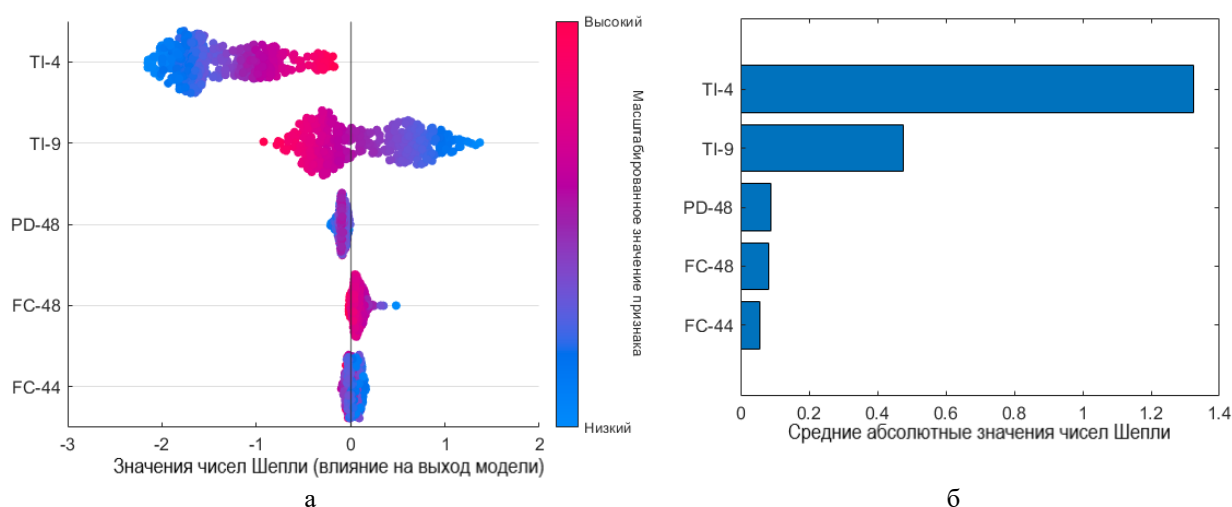 TI-4
TI-9
PD-48
FC-48
FC-44
-3 -2 -1 0 1 2
Значения чисел Шепли (влияние на выход модели)
Высокий
Масштабированное значение признака
Низкий
а
TI-4
TI-9
PD-48
FC-48
FC-44
0 0.2 0.4 0.6 0.8 1 1.2 1.4
Средние абсолютные значения чисел Шепли
б